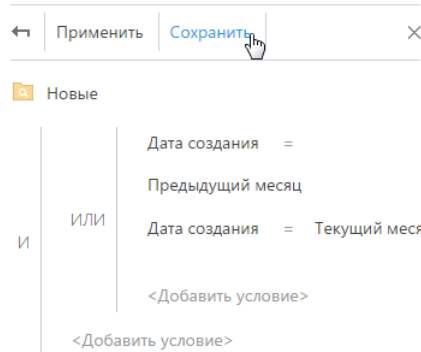 Применить Сохранить
Новые
Дата создания =
Предыдущий месяц
ИЛИ
Дата создания = Текущий меся
И
<Добавить условие>
<Добавить условие>